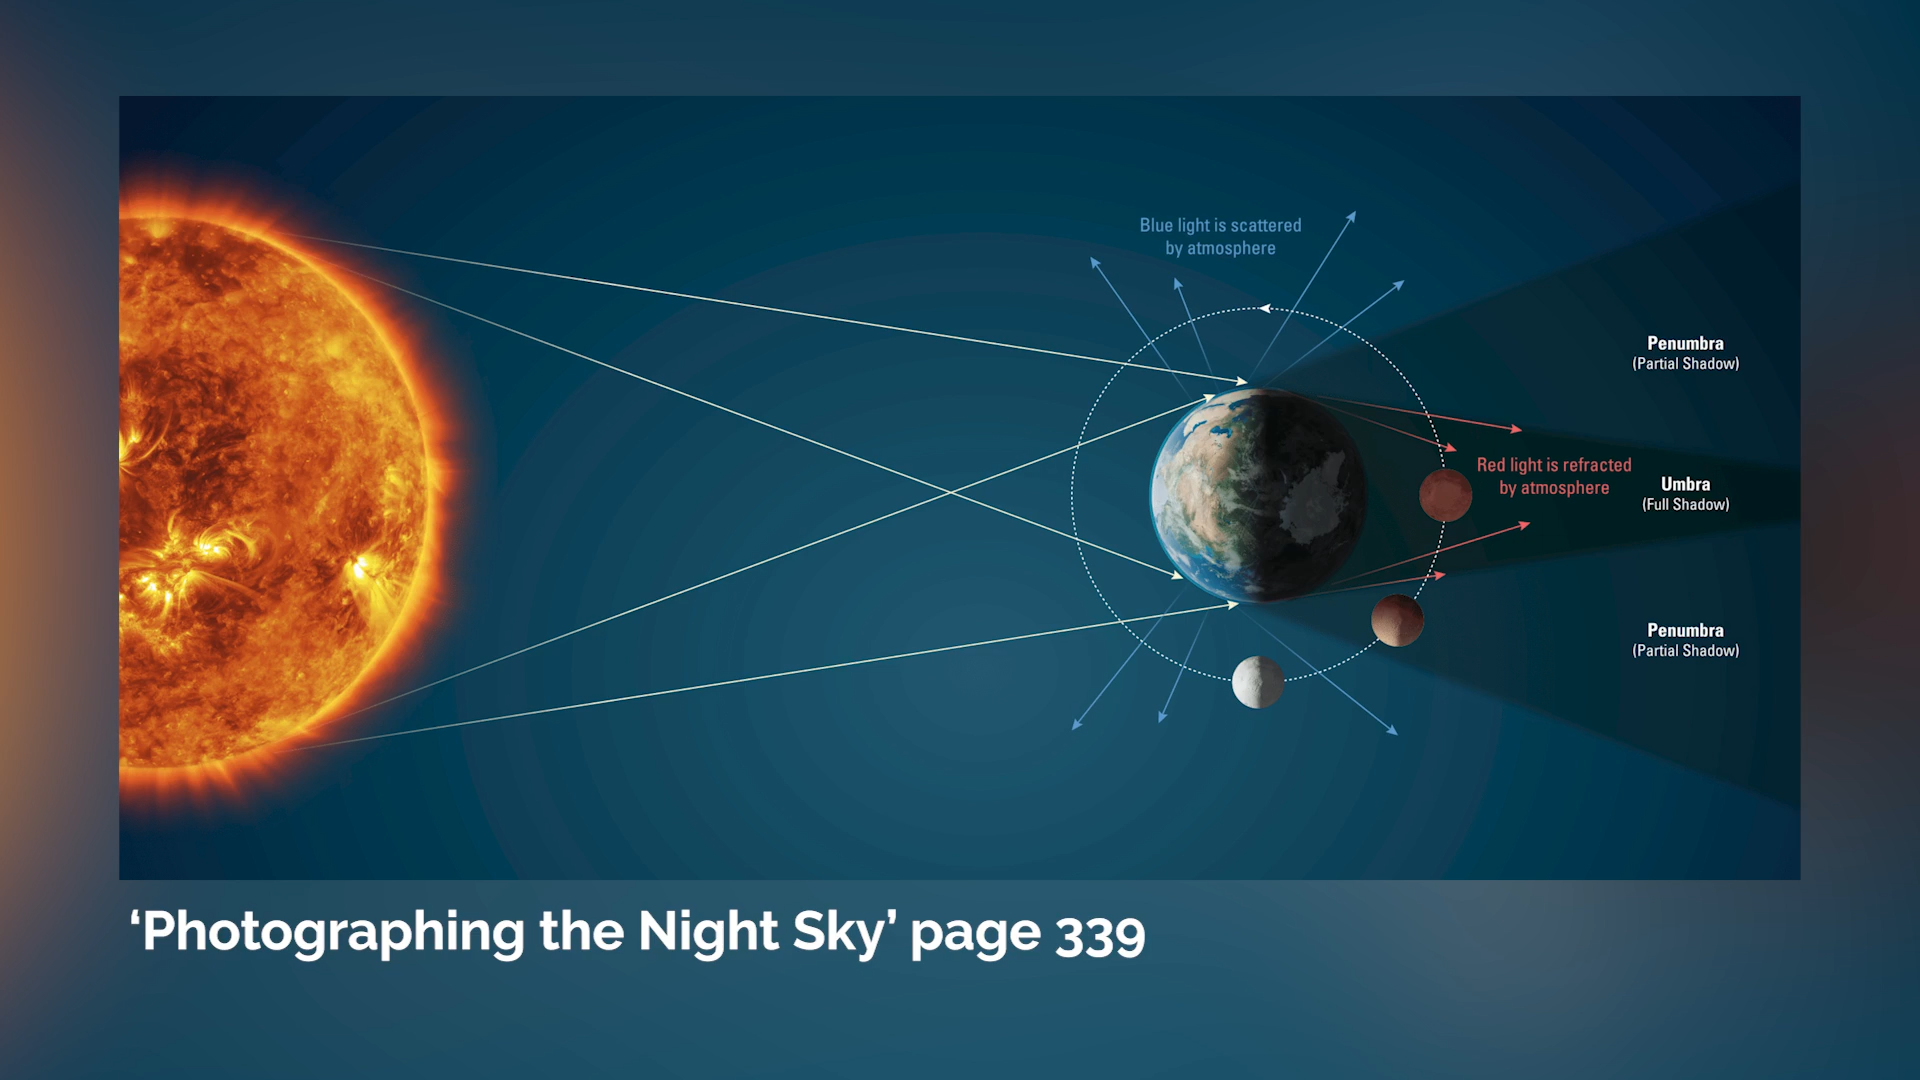 Blue light is scattered
by atmosphere
Penumbra
(Partial Shadow)
Red light is refracted
by atmosphere
Umbra
(Full Shadow)
Penumbra
(Partial Shadow)
‘Photographing the Night Sky’ page 339